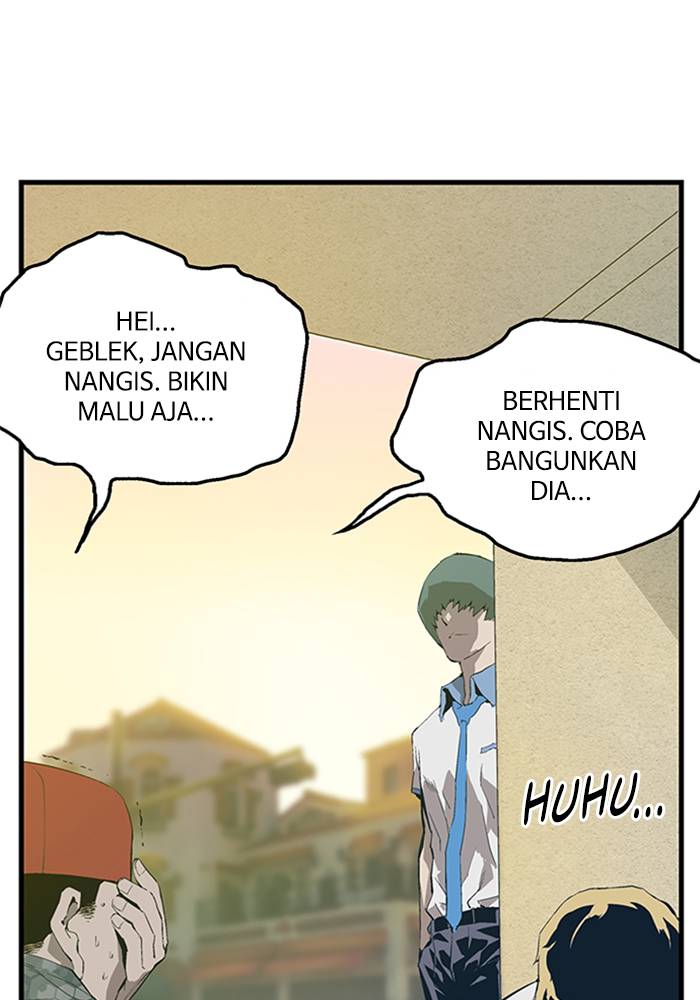 HEI...
GEBLEK, JANGAN
NANGIS. BIKIN
MALU AJA...
BERHENTI
NANGIS. COBA
BANGUNKAN
DIA...
HUHU...